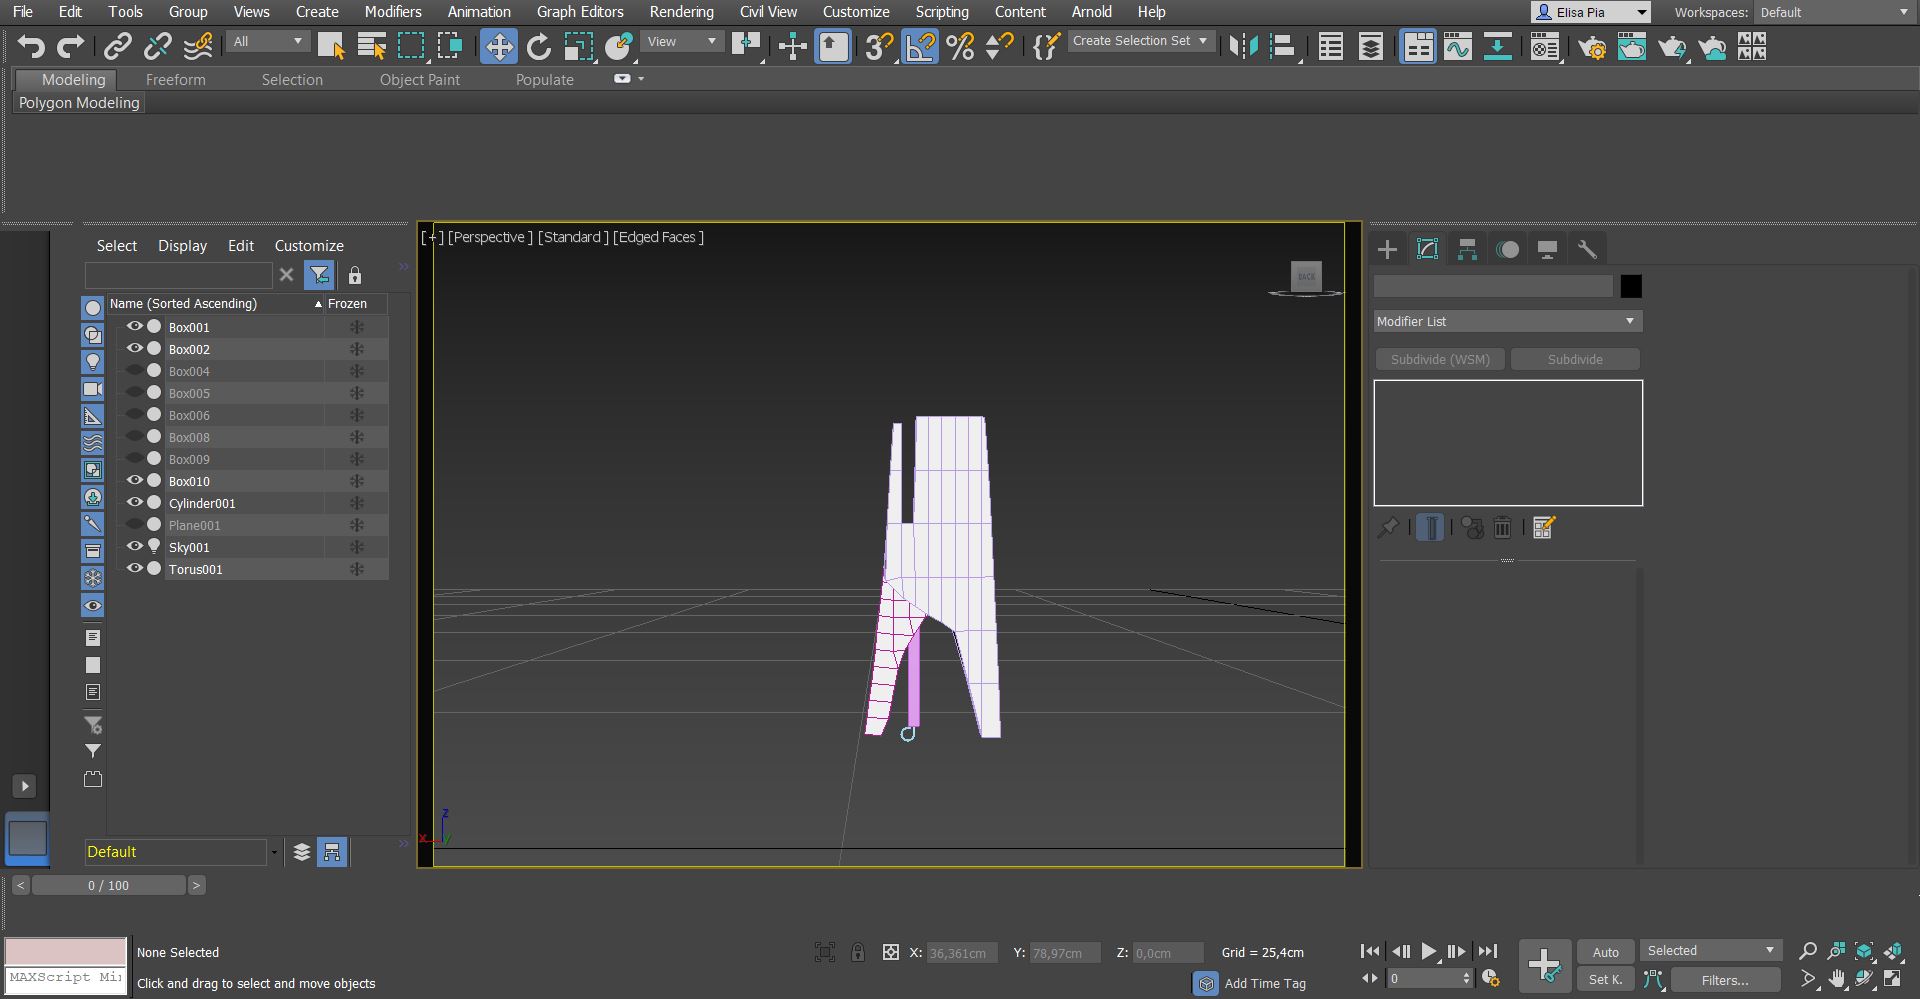 File Edit Tools Group Views Create Modifiers Animation Graph Editors Rendering Civil View Customize Scripting Content Arnold Help Elisa Pia Workspaces: Default
All View Create Selection Set
Modeling Freeform Selection Object Paint Populate
Polygon Modeling
Select Display Edit Customize
Name (Sorted Ascending) Frozen
Box001
Box002
Box004
Box005
Box006
Box008
Box009
Box010
Cylinder001
Plane001
Sky001
Torus001
Default
[+] [Perspective ] [Standard ] [Edged Faces ]
BACK
z
x
y
Modifier List
Subdivide (WSM) Subdivide
< 0 / 100 >
None Selected
MAXScript Mi
Click and drag to select and move objects
X: 36,361cm Y: 78,97cm Z: 0,0cm Grid = 25,4cm
Add Time Tag
0
Auto Selected
Set K. Filters...